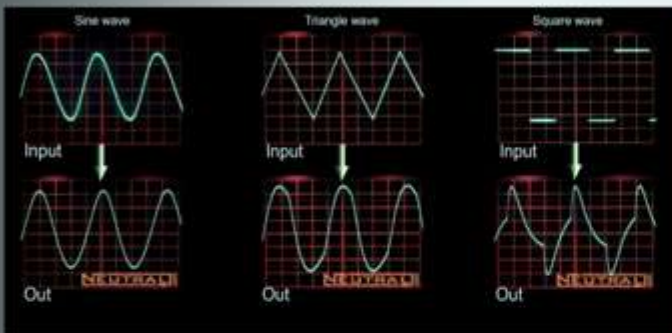 Sine wave
Triangle wave
Square wave
Input
Input
Input
NEUTRAL
NEUTRAL
NEUTRAL
Out
Out
Out